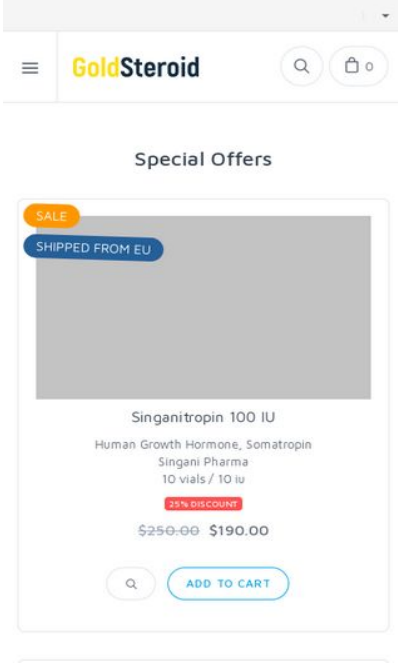 GoldSteroid
0
Special Offers
SALE
SHIPPED FROM EU
Singanitropin 100 IU
Human Growth Hormone, Somatropin
Singani Pharma
10 vials / 10 iu
25% DISCOUNT
$250.00 $190.00
ADD TO CART